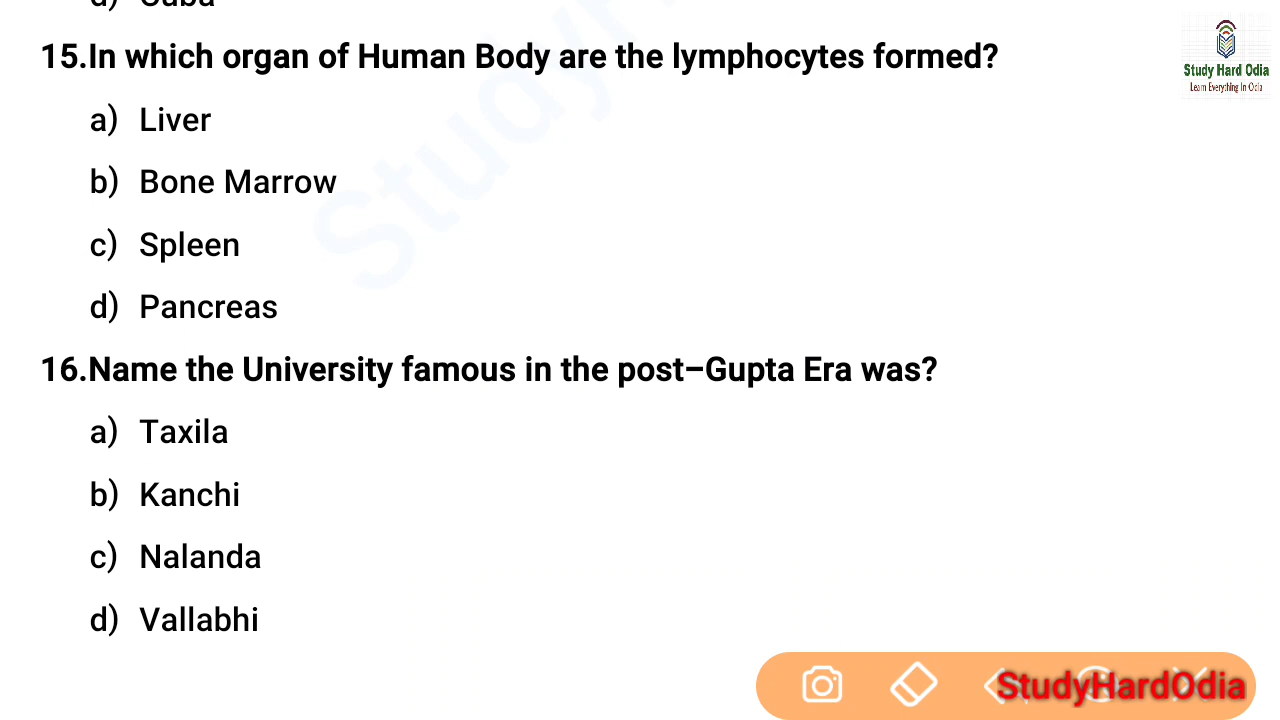 d) Cuba
15.In which organ of Human Body are the lymphocytes formed?
Study Hard Odia
Learn Everything In Odia
a) Liver
b) Bone Marrow
c) Spleen
d) Pancreas
16.Name the University famous in the post–Gupta Era was?
a) Taxila
b) Kanchi
c) Nalanda
d) Vallabhi
StudyHardOdia